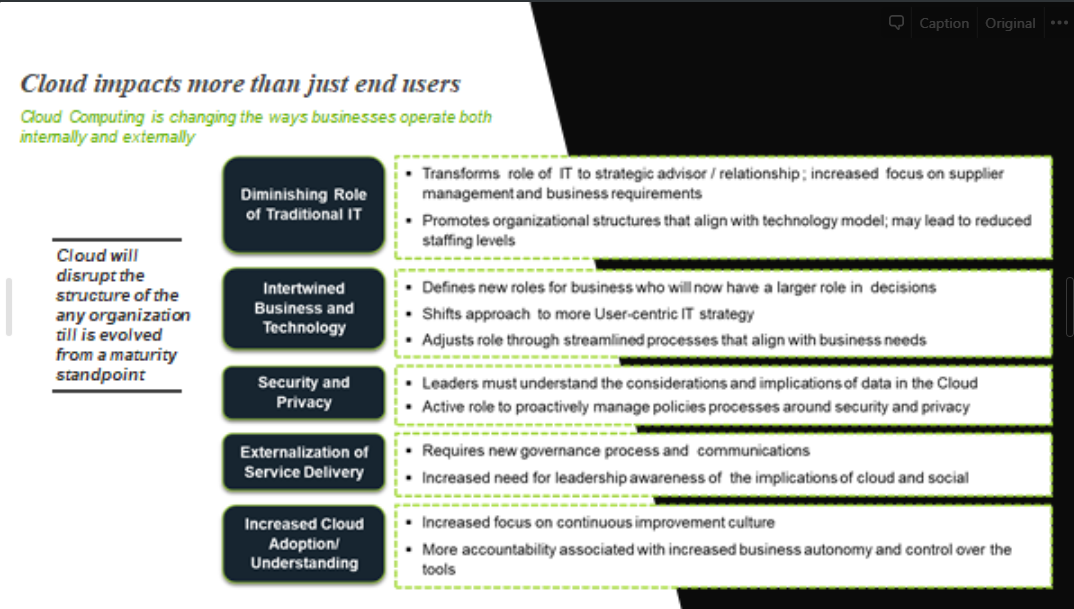 Caption Original
Cloud impacts more than just end users
Cloud Computing is changing the ways businesses operate both
internally and externally
Cloud will
disrupt the
structure of the
any organization
till is evolved
from a maturity
standpoint
Diminishing Role
of Traditional IT
▪ Transforms role of IT to strategic advisor / relationship; increased focus on supplier
management and business requirements
▪ Promotes organizational structures that align with technology model; may lead to reduced
staffing levels
Intertwined
Business and
Technology
▪ Defines new roles for business who will now have a larger role in decisions
▪ Shifts approach to more User-centric IT strategy
▪ Adjusts role through streamlined processes that align with business needs
Security and
Privacy
▪ Leaders must understand the considerations and implications of data in the Cloud
▪ Active role to proactively manage policies processes around security and privacy
Externalization of
Service Delivery
▪ Requires new governance process and communications
▪ Increased need for leadership awareness of the implications of cloud and social
Increased Cloud
Adoption/
Understanding
▪ Increased focus on continuous improvement culture
▪ More accountability associated with increased business autonomy and control over the
tools